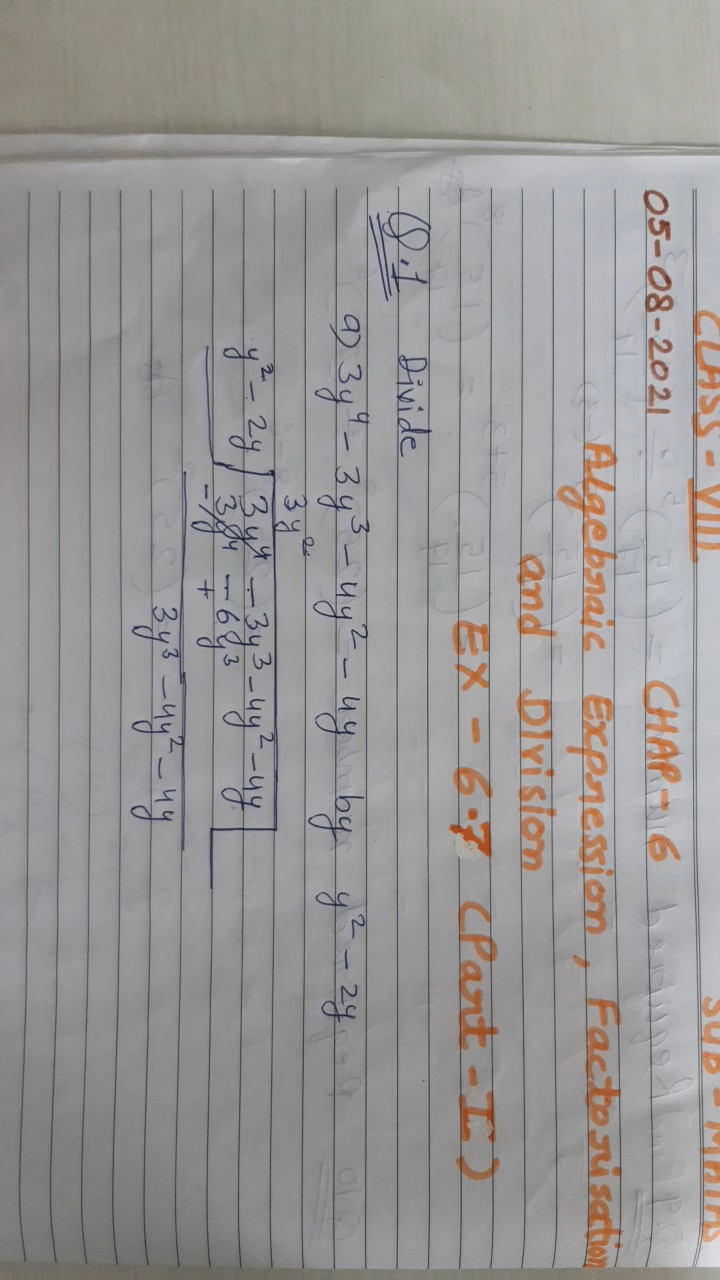 CLASS - VIII SUB - MATHS
05-08-2021 CHAP - 6
Algebraic Expression, Factorisation
and Division
EX - 6.7 (Part - I)
Q.1 Divide
a) 3y⁴ - 3y³ - 4y² - 4y by y² - 2y
3y²
y² - 2y 3y⁴ - 3y³ - 4y² - 4y
3y⁴ - 6y³
- +
3y³ - 4y² - 4y